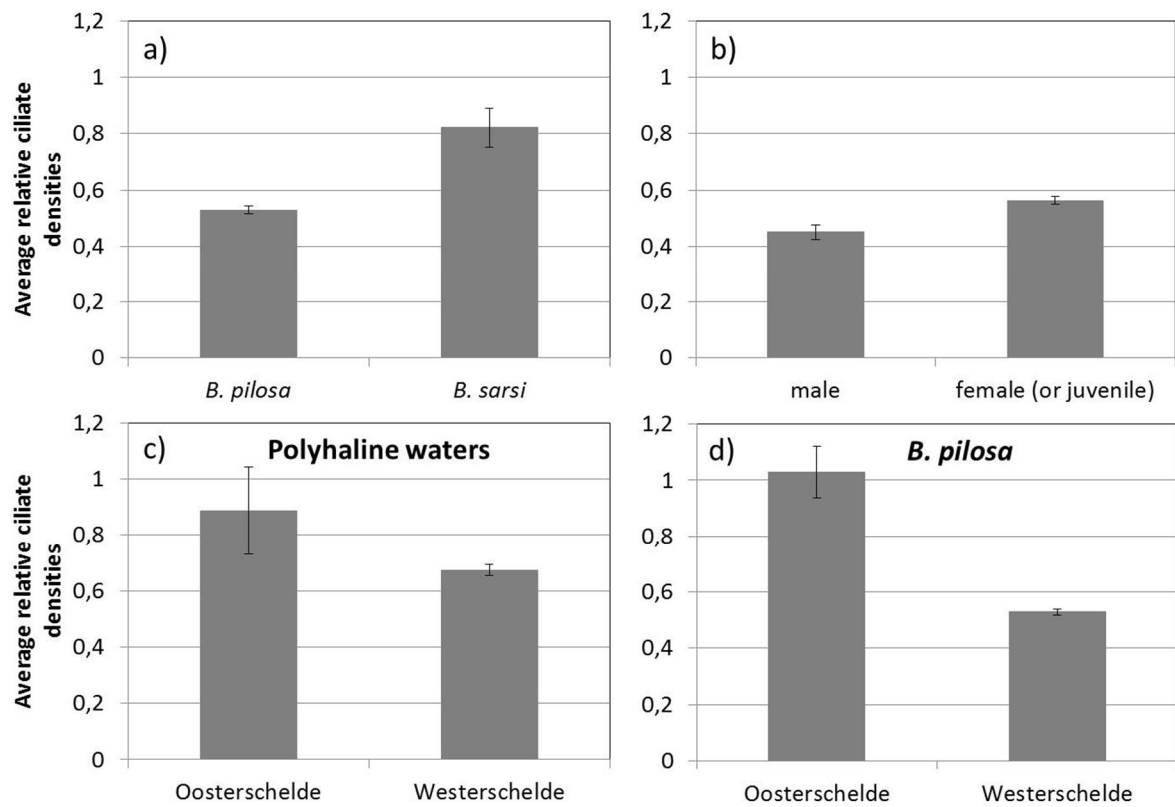 Average relative ciliate
densities
1,2
1
0,8
0,6
0,4
0,2
0
a)
B. pilosa
B. sarsi
1,2
1
0,8
0,6
0,4
0,2
0
b)
male
female (or juvenile)
Average relative ciliate
densities
1,2
1
0,8
0,6
0,4
0,2
0
c)
Polyhaline waters
Oosterschelde
Westerschelde
1,2
1
0,8
0,6
0,4
0,2
0
d)
B. pilosa
Oosterschelde
Westerschelde